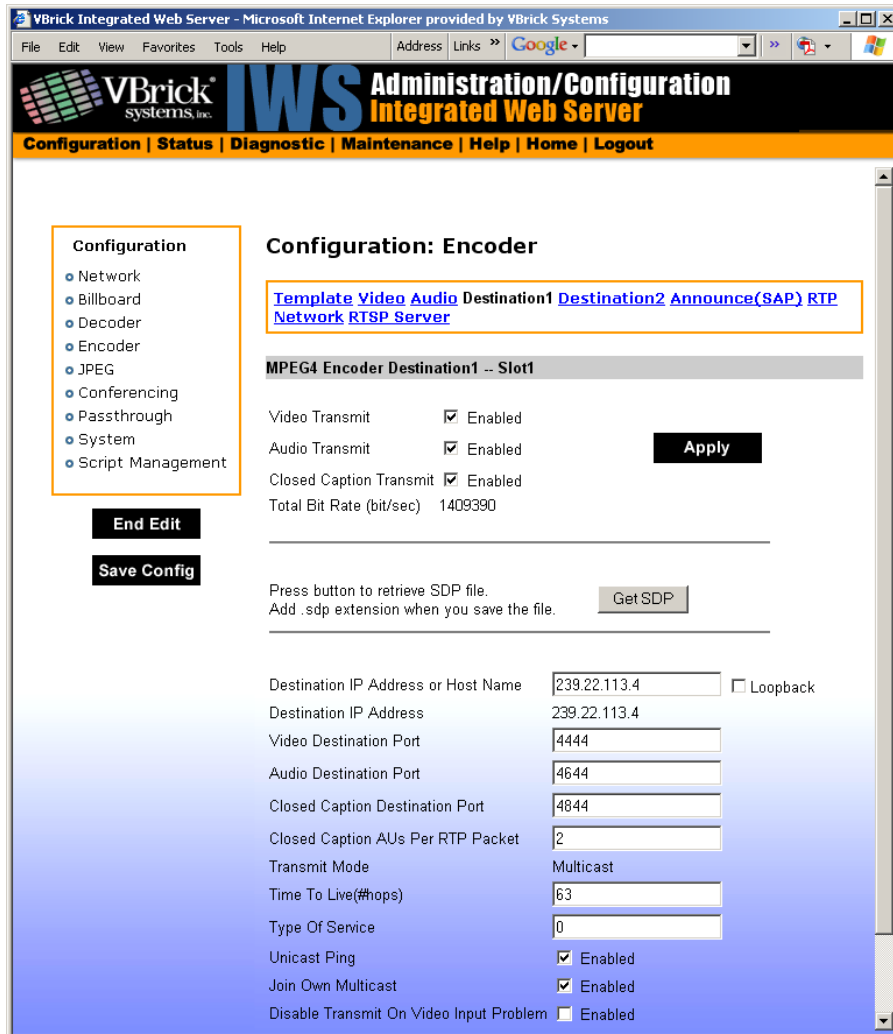 VBrick Integrated Web Server - Microsoft Internet Explorer provided by VBrick Systems
File Edit View Favorites Tools Help Address Links » Google »
VBrick systems, inc. IWS Administration/Configuration Integrated Web Server
Configuration | Status | Diagnostic | Maintenance | Help | Home | Logout
Configuration
Network
Billboard
Decoder
Encoder
JPEG
Conferencing
Passthrough
System
Script Management
End Edit
Save Config
Configuration: Encoder
Template Video Audio Destination1 Destination2 Announce(SAP) RTP
Network RTSP Server
MPEG4 Encoder Destination1 -- Slot1
Video Transmit Enabled
Audio Transmit Enabled
Apply
Closed Caption Transmit Enabled
Total Bit Rate (bit/sec) 1409390
Press button to retrieve SDP file.
Add .sdp extension when you save the file.
Get SDP
Destination IP Address or Host Name 239.22.113.4 Loopback
Destination IP Address 239.22.113.4
Video Destination Port 4444
Audio Destination Port 4644
Closed Caption Destination Port 4844
Closed Caption AUs Per RTP Packet 2
Transmit Mode Multicast
Time To Live(#hops) 63
Type Of Service 0
Unicast Ping Enabled
Join Own Multicast Enabled
Disable Transmit On Video Input Problem Enabled